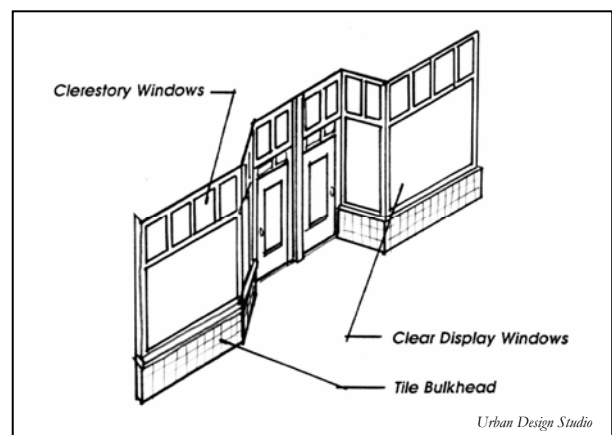 Clerestory Windows
Clear Display Windows
Tile Bulkhead
Urban Design Studio